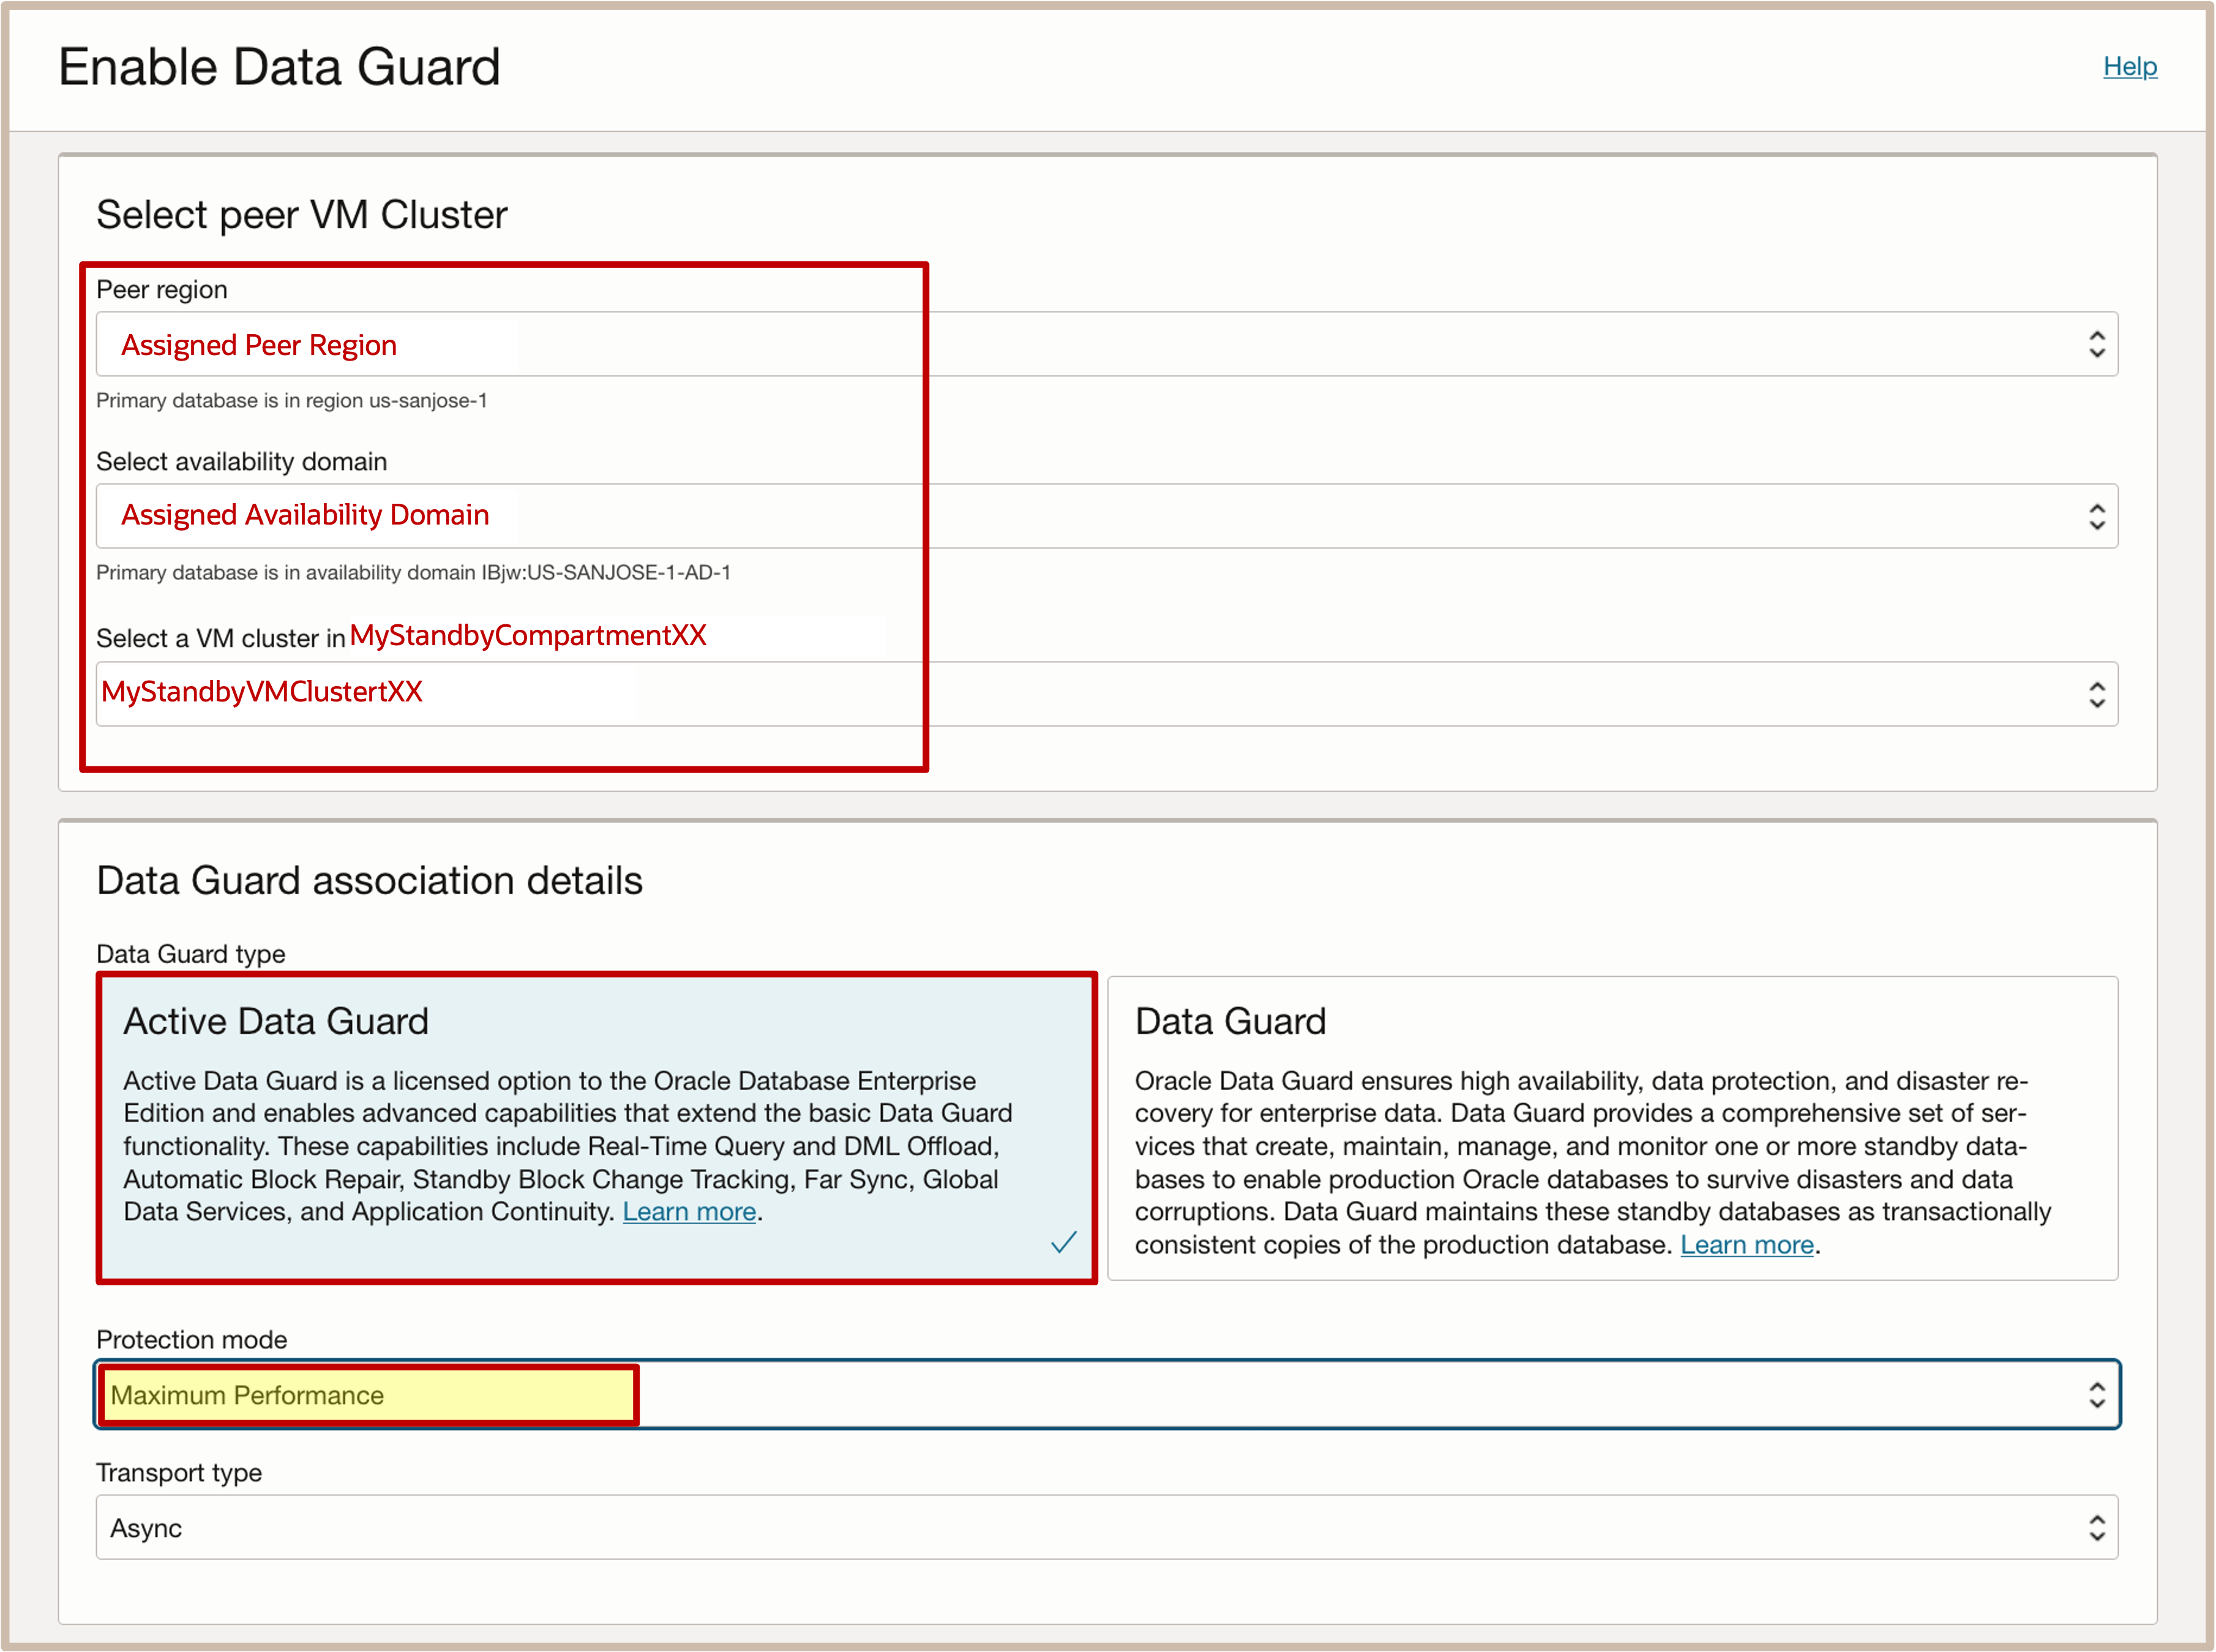 Enable Data Guard
Help
Select peer VM Cluster
Peer region
Assigned Peer Region
Primary database is in region us-sanjose-1
Select availability domain
Assigned Availability Domain
Primary database is in availability domain IBjw:US-SANJOSE-1-AD-1
Select a VM cluster in MyStandbyCompartmentXX
MyStandbyVMClustertXX
Data Guard association details
Data Guard type
Active Data Guard
Active Data Guard is a licensed option to the Oracle Database Enterprise
Edition and enables advanced capabilities that extend the basic Data Guard
functionality. These capabilities include Real-Time Query and DML Offload,
Automatic Block Repair, Standby Block Change Tracking, Far Sync, Global
Data Services, and Application Continuity. Learn more.
Data Guard
Oracle Data Guard ensures high availability, data protection, and disaster re-
covery for enterprise data. Data Guard provides a comprehensive set of ser-
vices that create, maintain, manage, and monitor one or more standby data-
bases to enable production Oracle databases to survive disasters and data
corruptions. Data Guard maintains these standby databases as transactionally
consistent copies of the production database. Learn more.
Protection mode
Maximum Performance
Transport type
Async